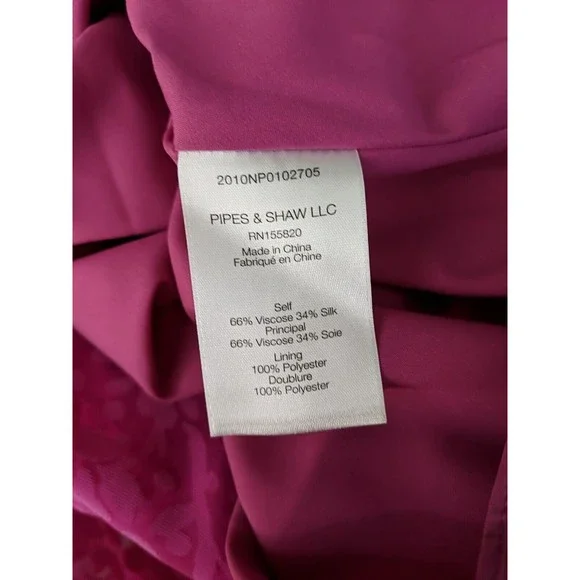 2010NP0102705
PIPES & SHAW LLC
RN155820
Made in China
Fabriqué en Chine
Self
66% Viscose 34% Silk
Principal
66% Viscose 34% Soie
Lining
100% Polyester
Doublure
100% Polyester